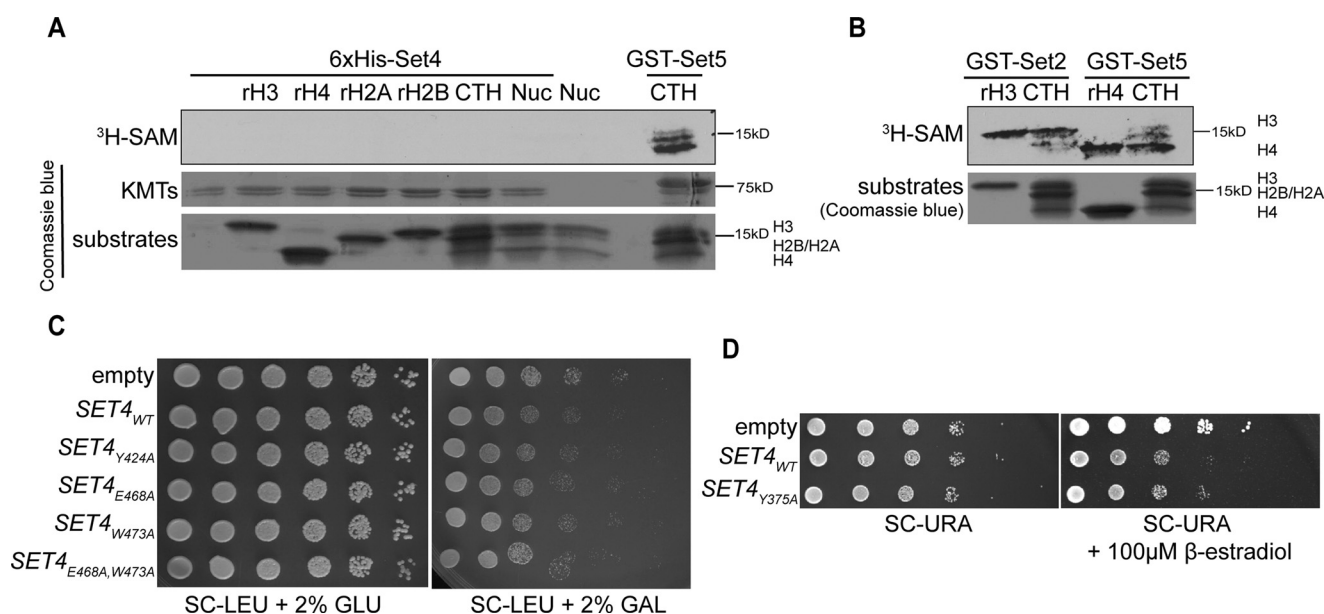 A
6xHis-Set4 GST-Set5
rH3 rH4 rH2A rH2B CTH Nuc Nuc CTH
³H-SAM
15kD
Coomassie blue
KMTs
75kD
substrates
15kD
H3
H2B/H2A
H4
B
GST-Set2 GST-Set5
rH3 CTH rH4 CTH
³H-SAM
15kD
H3
H4
substrates
(Coomassie blue)
H3
15kD
H2B/H2A
H4
C
empty
SET4WT
SET4Y424A
SET4E468A
SET4W473A
SET4E468A,W473A
SC-LEU + 2% GLU
SC-LEU + 2% GAL
D
empty
SET4WT
SET4Y375A
SC-URA
SC-URA
+ 100µM β-estradiol